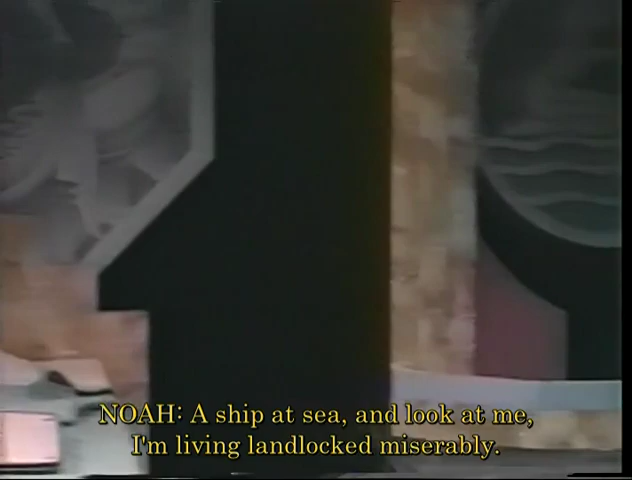 NOAH: A ship at sea, and look at me,
I'm living landlocked miserably.